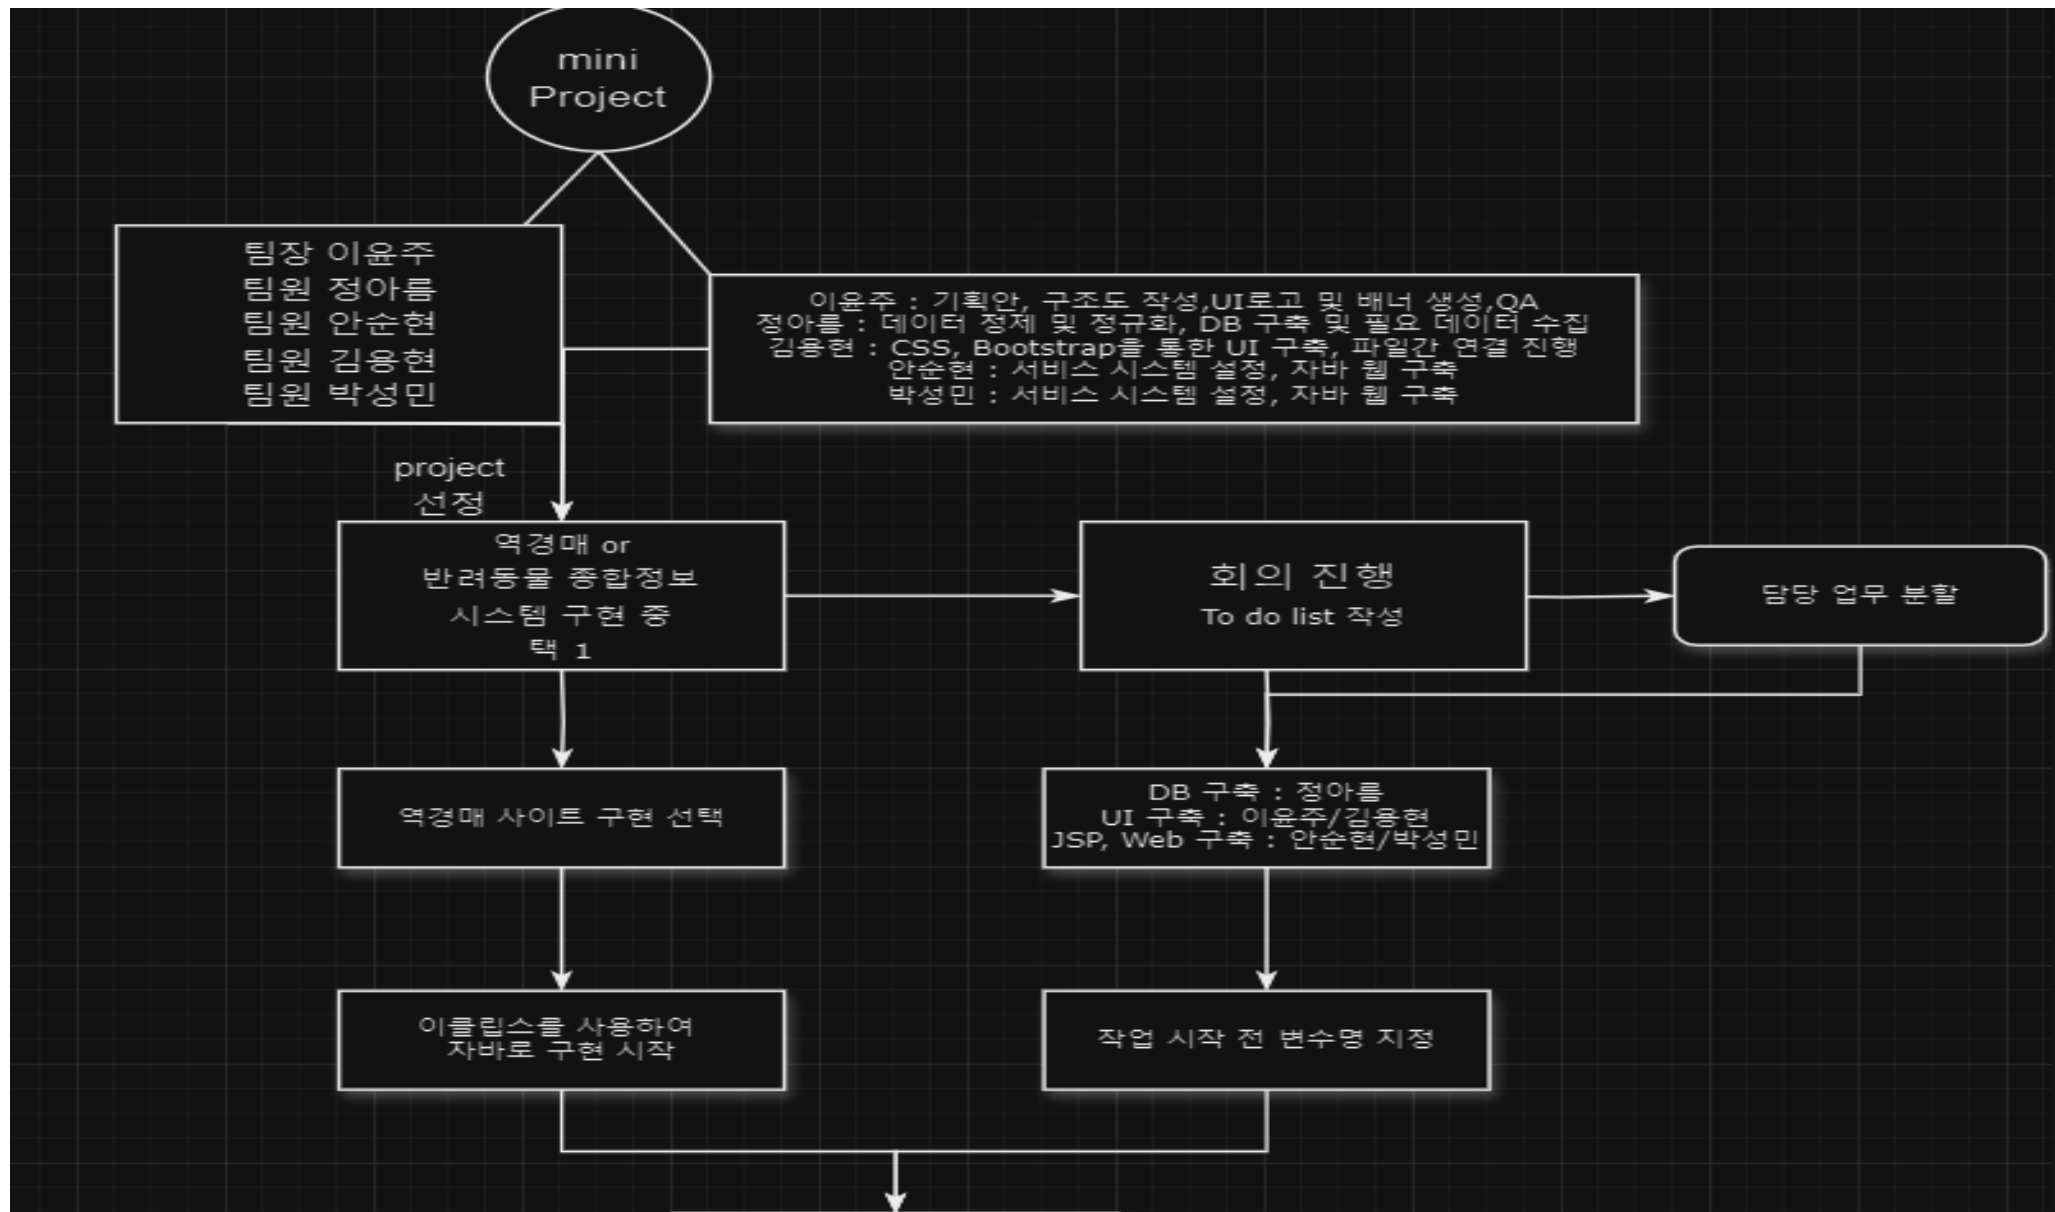 mini
Project
팀장 이윤주
팀원 정아름
팀원 안순현
팀원 김용현
팀원 박성민
이윤주 : 기획안, 구조도 작성,UI로고 및 배너 생성,QA
정아름 : 데이터 정제 및 정규화, DB 구축 및 필요 데이터 수집
김용현 : CSS, Bootstrap을 통한 UI 구축, 파일간 연결 진행
안순현 : 서비스 시스템 설정, 자바 웹 구축
박성민 : 서비스 시스템 설정, 자바 웹 구축
project
선정
역경매 or
반려동물 종합정보
시스템 구현 중
택 1
회의 진행
To do list 작성
담당 업무 분할
역경매 사이트 구현 선택
DB 구축 : 정아름
UI 구축 : 이윤주/김용현
JSP, Web 구축 : 안순현/박성민
이클립스를 사용하여
자바로 구현 시작
작업 시작 전 변수명 지정